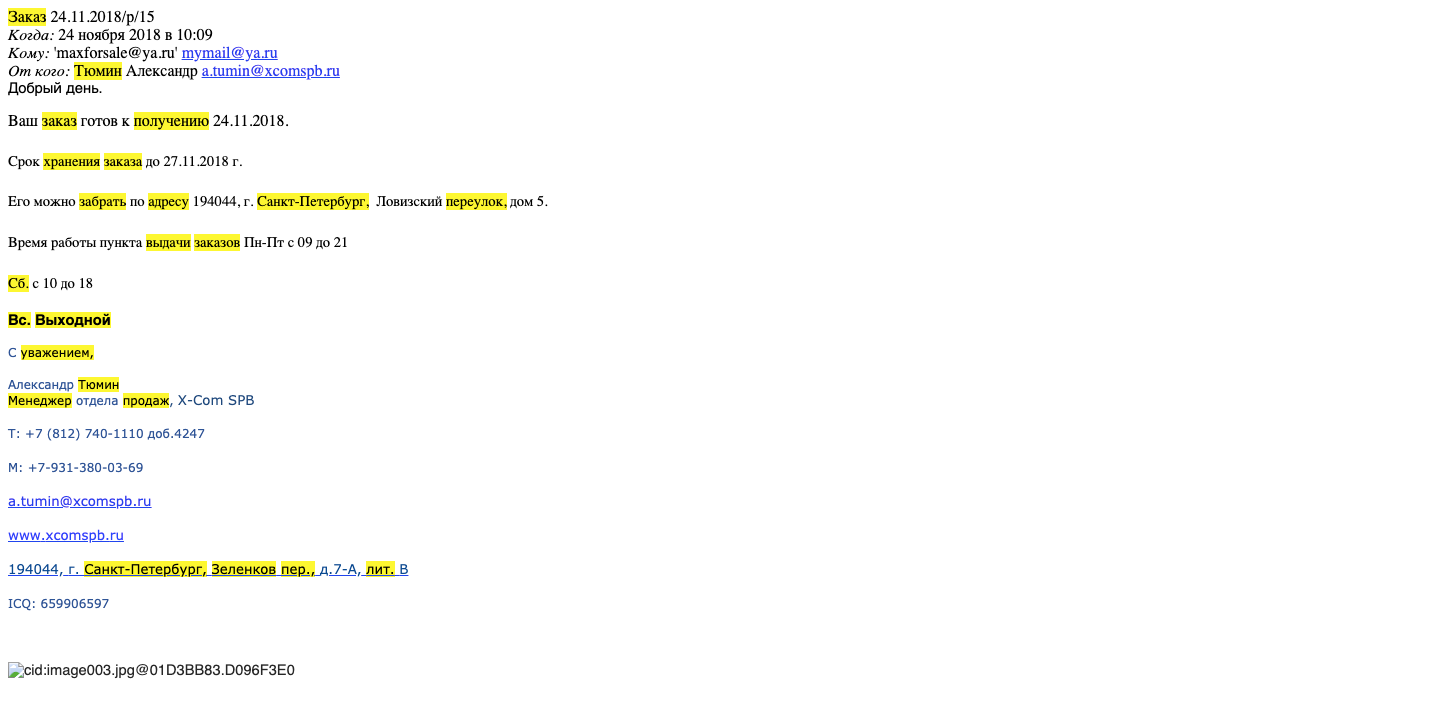 Заказ 24.11.2018/p/15
Когда: 24 ноября 2018 в 10:09
Кому: 'maxforsale@ya.ru' mymail@ya.ru
От кого: Тюмин Александр a.tumin@xcomspb.ru
Добрый день.
Ваш заказ готов к получению 24.11.2018.
Срок хранения заказа до 27.11.2018 г.
Его можно забрать по адресу 194044, г. Санкт-Петербург, Ловизский переулок, дом 5.
Время работы пункта выдачи заказов Пн-Пт с 09 до 21
Сб. с 10 до 18
Вс. Выходной
С уважением,
Александр Тюмин
Менеджер отдела продаж, X-Com SPB
Т: +7 (812) 740-1110 доб.4247
М: +7-931-380-03-69
a.tumin@xcomspb.ru
www.xcomspb.ru
194044, г. Санкт-Петербург, Зеленков пер., д.7-А, лит. В
ICQ: 659906597
cid:image003.jpg@01D3BB83.D096F3E0